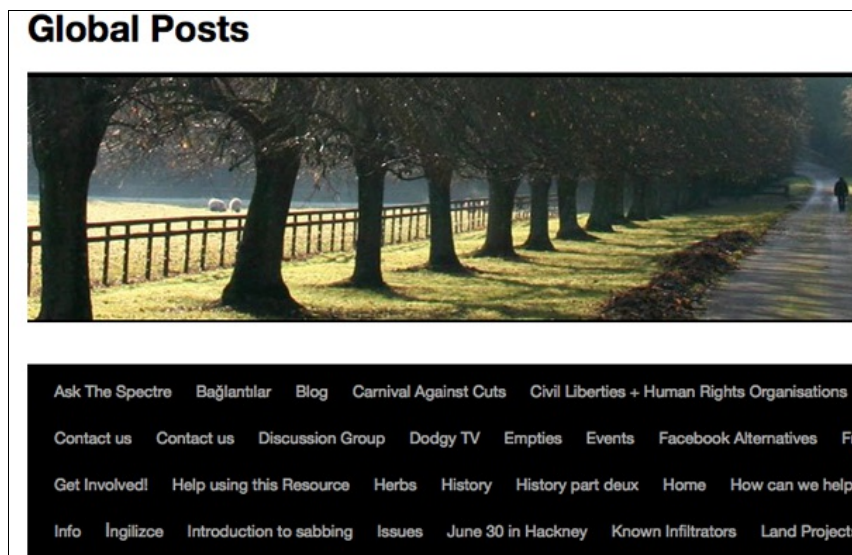 Global Posts
Ask The Spectre Bağlantılar Blog Carnival Against Cuts Civil Liberties + Human Rights Organisations
Contact us Contact us Discussion Group Dodgy TV Empties Events Facebook Alternatives
Get Involved! Help using this Resource Herbs History History part deux Home How can we help
Info İngilizce Introduction to sabbing Issues June 30 in Hackney Known Infiltrators Land Projects